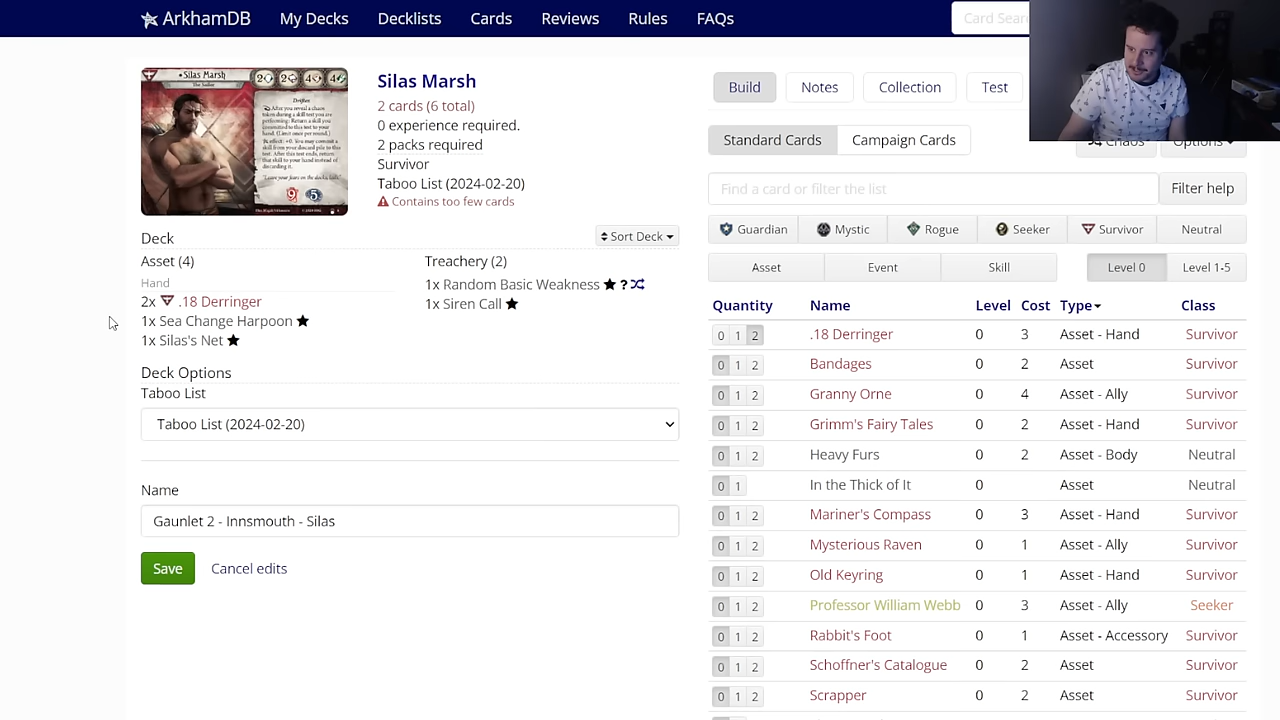 ArkhamDB My Decks Decklists Cards Reviews Rules FAQs Card Sear
Silas Marsh
The Sailor
Silas Marsh
2 cards (6 total)
0 experience required.
2 packs required
Survivor
Taboo List (2024-02-20)
Contains too few cards
Build Notes Collection Test
Standard Cards Campaign Cards
Chaos Options
Find a card or filter the list Filter help
Guardian Mystic Rogue Seeker Survivor Neutral
Asset Event Skill Level 0 Level 1-5
Deck Sort Deck
Asset (4)
Hand
2x .18 Derringer
1x Sea Change Harpoon
1x Silas's Net
Treachery (2)
1x Random Basic Weakness ?
1x Siren Call
Deck Options
Taboo List
Taboo List (2024-02-20)
Name
Gaunlet 2 - Innsmouth - Silas
Save Cancel edits
Quantity Name Level Cost Type Class
0 1 2 .18 Derringer 0 3 Asset - Hand Survivor
0 1 2 Bandages 0 2 Asset Survivor
0 1 2 Granny Orne 0 4 Asset - Ally Survivor
0 1 2 Grimm's Fairy Tales 0 2 Asset - Hand Survivor
0 1 2 Heavy Furs 0 2 Asset - Body Neutral
0 1 In the Thick of It 0 Asset Neutral
0 1 2 Mariner's Compass 0 3 Asset - Hand Survivor
0 1 2 Mysterious Raven 0 1 Asset - Ally Survivor
0 1 2 Old Keyring 0 1 Asset - Hand Survivor
0 1 2 Professor William Webb 0 3 Asset - Ally Seeker
0 1 2 Rabbit's Foot 0 1 Asset - Accessory Survivor
0 1 2 Schoffner's Catalogue 0 2 Asset Survivor
0 1 2 Scrapper 0 2 Asset Survivor